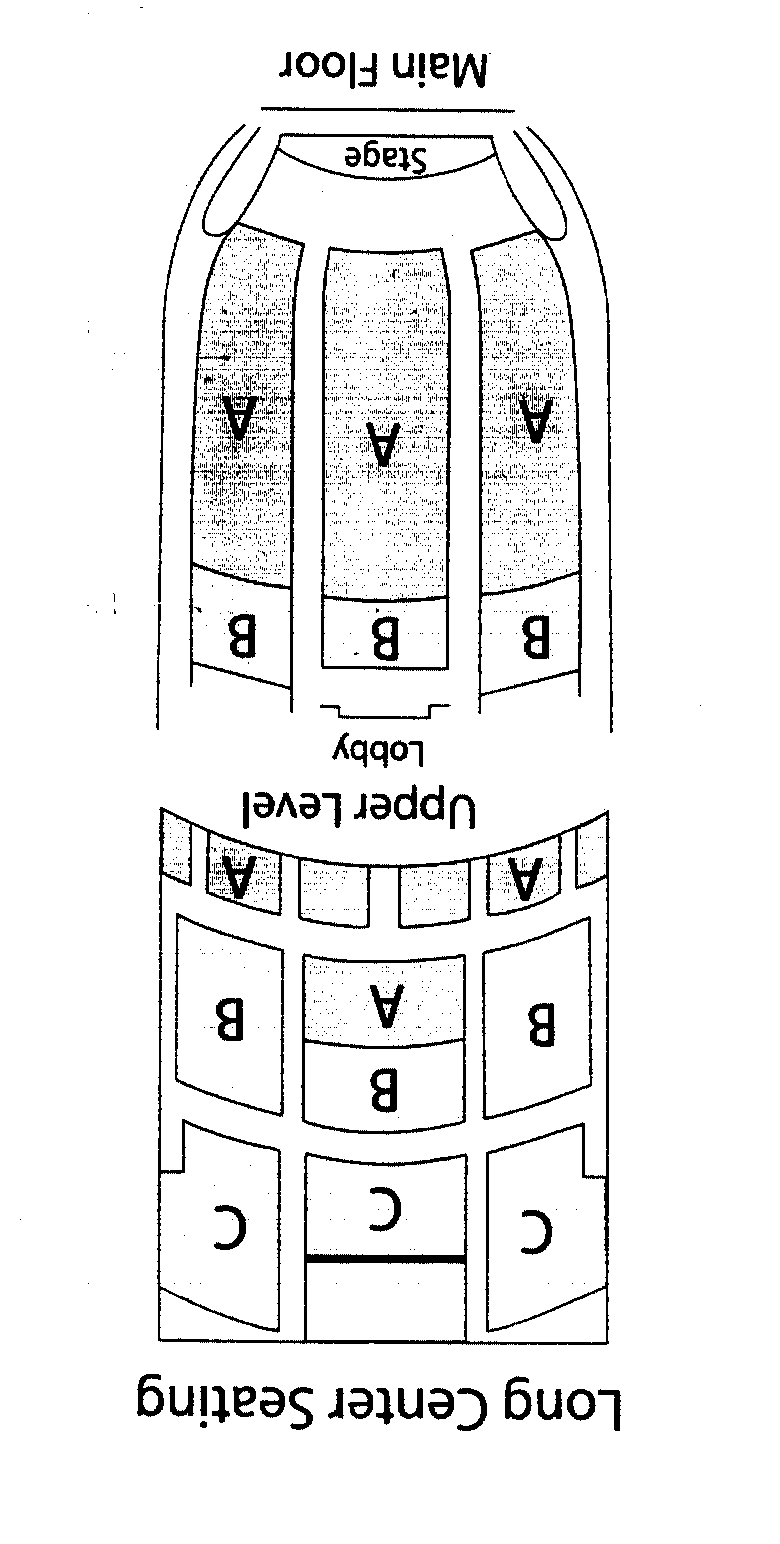 Long Center Seating
C C C
B
B B
A
A A
Upper Level
Lobby
B B B
A A A
Stage
Main Floor